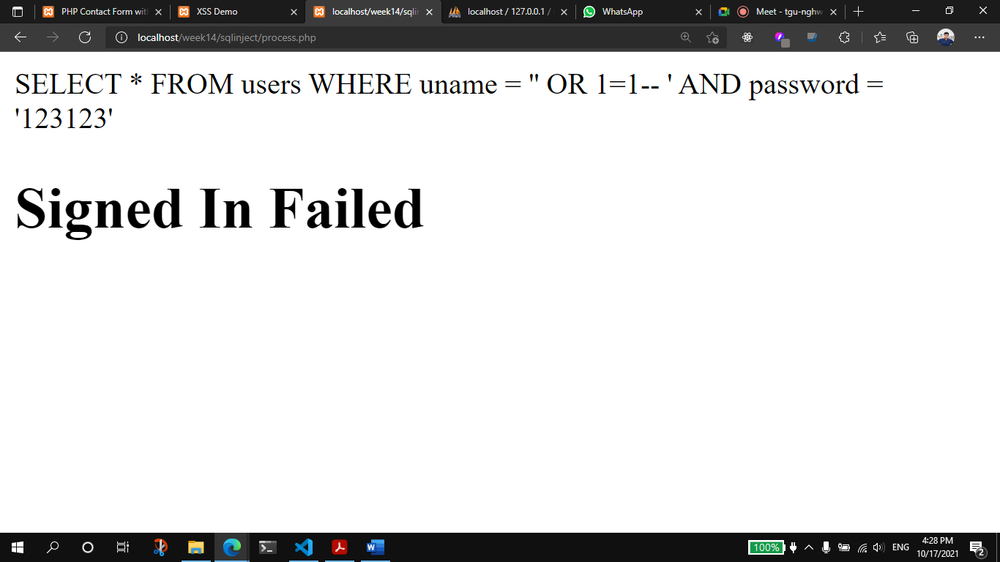 PHP Contact Form wit
XSS Demo
localhost/week14/sqlin
localhost / 127.0.0.1 /
WhatsApp
Meet - tgu-nghw
localhost/week14/sqlinject/process.php
SELECT * FROM users WHERE uname = '' OR 1=1-- ' AND password =
'123123'
Signed In Failed
100%
ENG
4:28 PM
10/17/2021
2